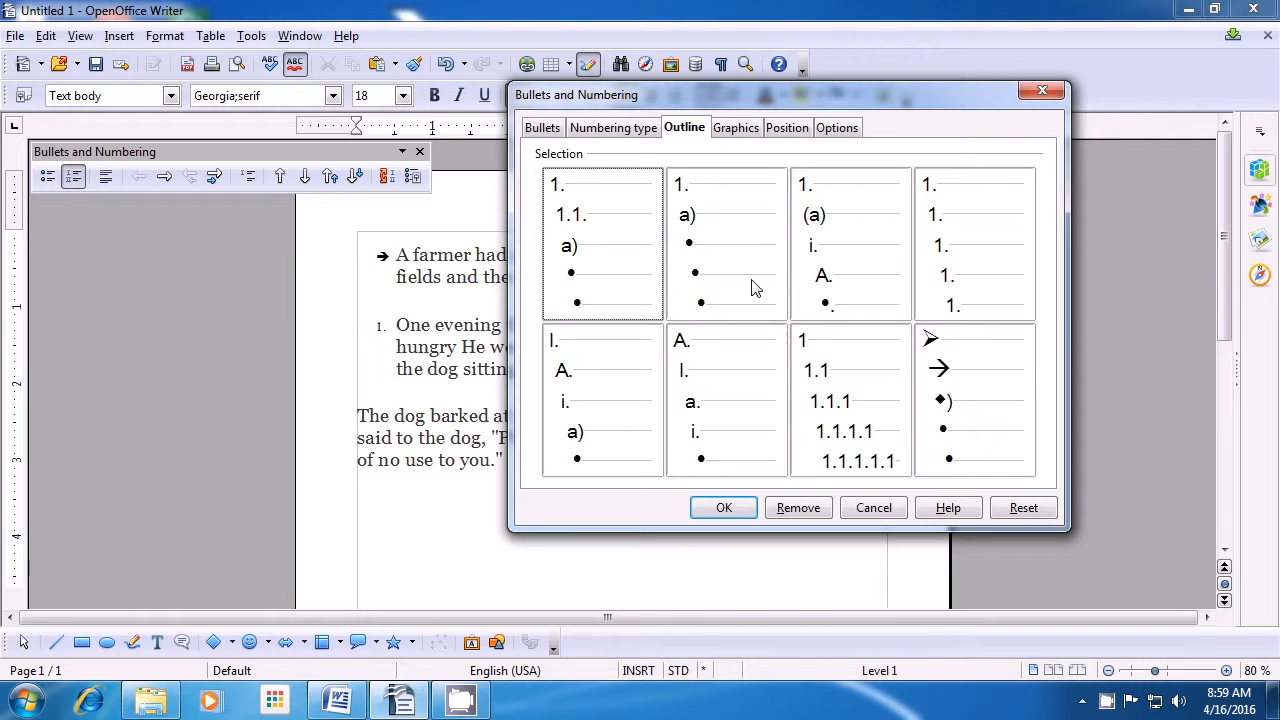 Untitled 1 - OpenOffice Writer
File Edit View Insert Format Table Tools Window Help
Text body Georgia;serif 18
Bullets and Numbering
Bullets and Numbering
Bullets Numbering type Outline Graphics Position Options
Selection
1. 1. 1. 1.
1.1. a) (a) 1.
a) • i. 1.
• • A. 1.
• • •. 1.
I. A. 1 ➢
A. I. 1.1 →
i. a. 1.1.1 ◆)
a) i. 1.1.1.1 •
• • 1.1.1.1.1 •
OK Remove Cancel Help Reset
➔ A farmer had
fields and the
1. One evening
hungry He we
the dog sittin
The dog barked at
said to the dog, "
of no use to you."
Page 1 / 1 Default English (USA) INSRT STD * Level 1 80 %
8:59 AM
4/16/2016